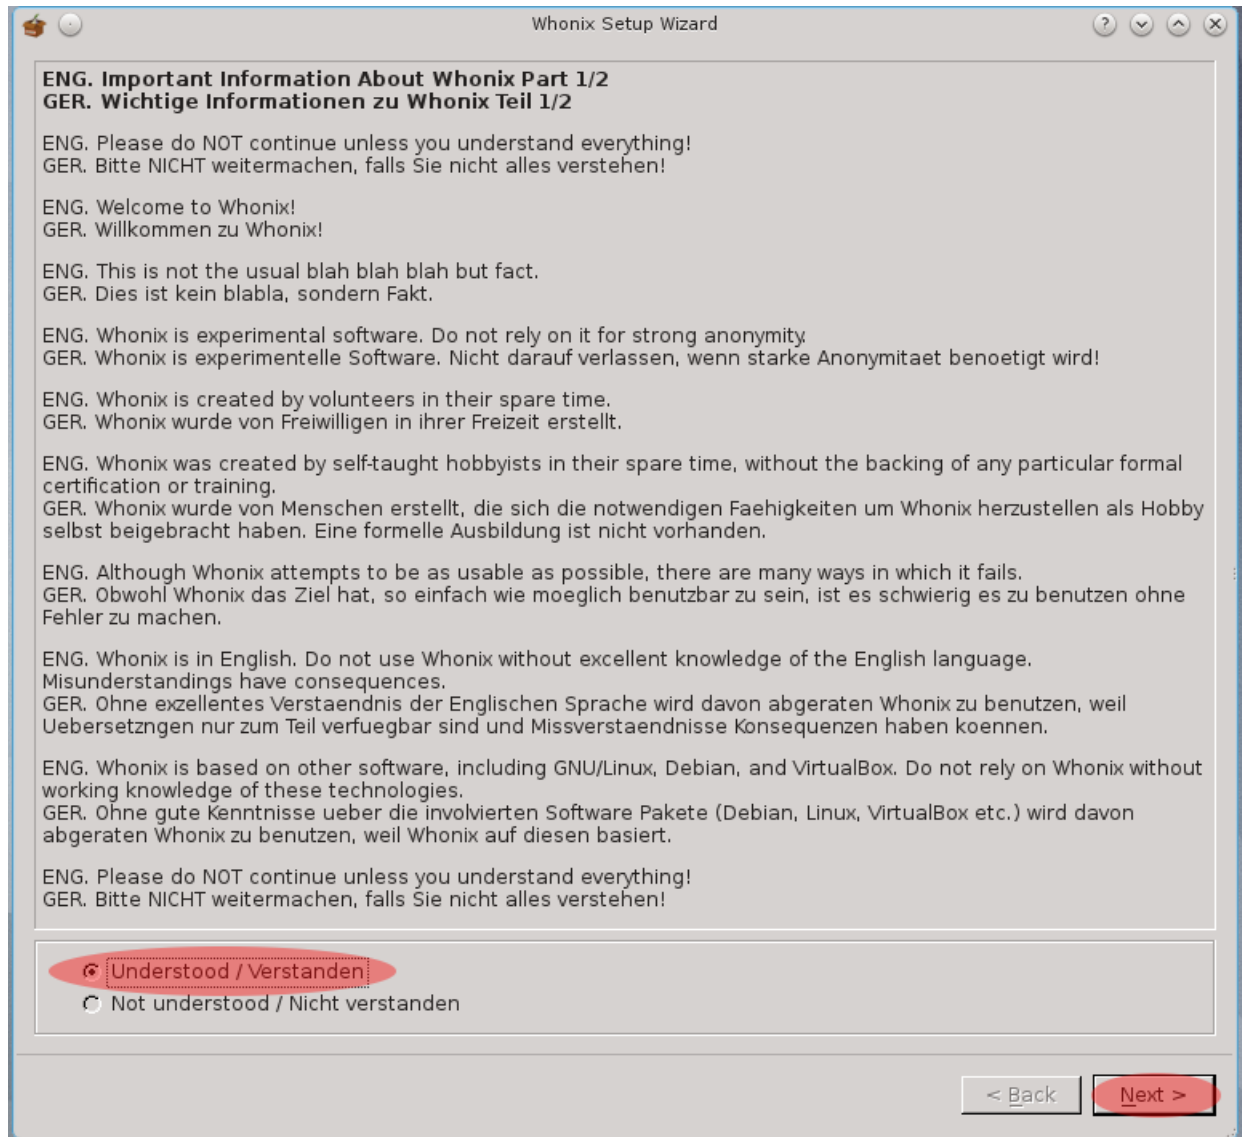 Whonix Setup Wizard
ENG. Important Information About Whonix Part 1/2
GER. Wichtige Informationen zu Whonix Teil 1/2
ENG. Please do NOT continue unless you understand everything!
GER. Bitte NICHT weitermachen, falls Sie nicht alles verstehen!
ENG. Welcome to Whonix!
GER. Willkommen zu Whonix!
ENG. This is not the usual blah blah blah but fact.
GER. Dies ist kein blabla, sondern Fakt.
ENG. Whonix is experimental software. Do not rely on it for strong anonymity.
GER. Whonix is experimentelle Software. Nicht darauf verlassen, wenn starke Anonymitaet benoetigt wird!
ENG. Whonix is created by volunteers in their spare time.
GER. Whonix wurde von Freiwilligen in ihrer Freizeit erstellt.
ENG. Whonix was created by self-taught hobbyists in their spare time, without the backing of any particular formal
certification or training.
GER. Whonix wurde von Menschen erstellt, die sich die notwendigen Faehigkeiten um Whonix herzustellen als Hobby
selbst beigebracht haben. Eine formelle Ausbildung ist nicht vorhanden.
ENG. Although Whonix attempts to be as usable as possible, there are many ways in which it fails.
GER. Obwohl Whonix das Ziel hat, so einfach wie moeglich benutzbar zu sein, ist es schwierig es zu benutzen ohne
Fehler zu machen.
ENG. Whonix is in English. Do not use Whonix without excellent knowledge of the English language.
Misunderstandings have consequences.
GER. Ohne exzellentes Verstaendnis der Englischen Sprache wird davon abgeraten Whonix zu benutzen, weil
Uebersetzngen nur zum Teil verfuegbar sind und Missverstaendnisse Konsequenzen haben koennen.
ENG. Whonix is based on other software, including GNU/Linux, Debian, and VirtualBox. Do not rely on Whonix without
working knowledge of these technologies.
GER. Ohne gute Kenntnisse ueber die involvierten Software Pakete (Debian, Linux, VirtualBox etc.) wird davon
abgeraten Whonix zu benutzen, weil Whonix auf diesen basiert.
ENG. Please do NOT continue unless you understand everything!
GER. Bitte NICHT weitermachen, falls Sie nicht alles verstehen!
Understood / Verstanden
Not understood / Nicht verstanden
< Back
Next >